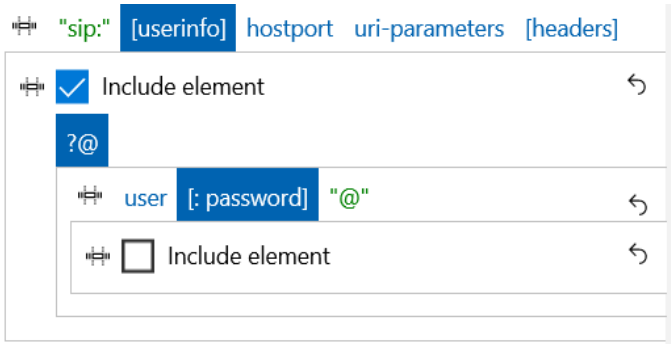 "sip:" [userinfo] hostport uri-parameters [headers]
Include element
?@
user [: password] "@"
Include element